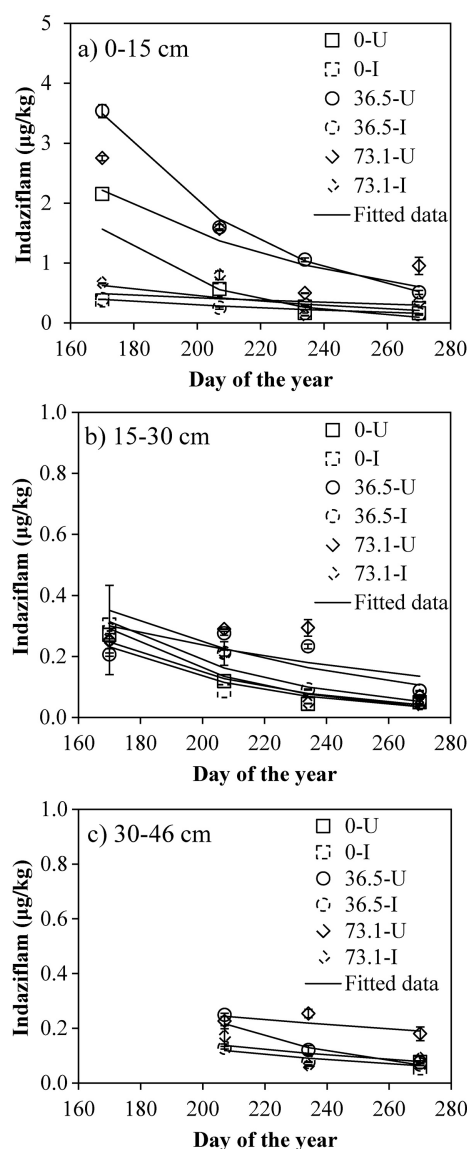 5
a) 0-15 cm
0-U
0-I
4
36.5-U
36.5-I
3
73.1-U
73.1-I
Fitted data
2
1
0
Indaziflam (µg/kg)
160 180 200 220 240 260 280
Day of the year
1.0
b) 15-30 cm
0-U
0-I
0.8
36.5-U
36.5-I
0.6
73.1-U
73.1-I
Fitted data
0.4
0.2
0.0
Indaziflam (µg/kg)
160 180 200 220 240 260 280
Day of the year
1.0
c) 30-46 cm
0-U
0-I
0.8
36.5-U
36.5-I
0.6
73.1-U
73.1-I
Fitted data
0.4
0.2
0.0
Indaziflam (µg/kg)
160 180 200 220 240 260 280
Day of the year